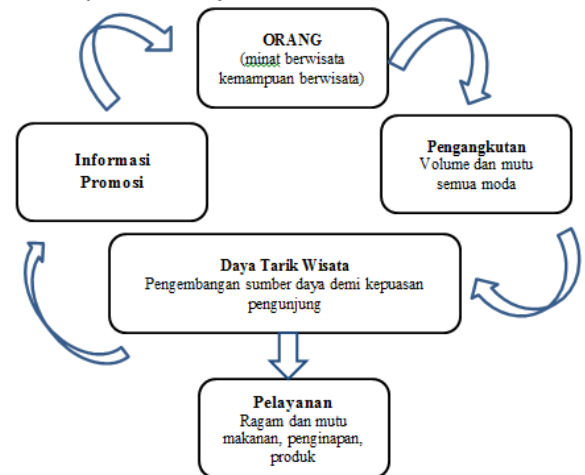 ORANG
(minat berwisata
kemampuan berwisata)
Informasi
Promosi
Pengangkutan
Volume dan mutu
semua moda
Daya Tarik Wisata
Pengembangan sumber daya demi kepuasan
pengunjung
Pelayanan
Ragam dan mutu
makanan, penginapan,
produk